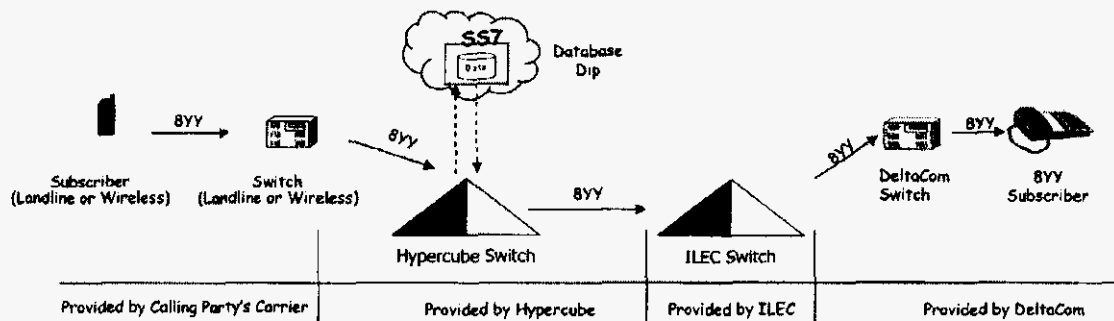 SS7
Data
Database
Dip
8YY
8YY
8YY
8YY
8YY
Subscriber
(Landline or Wireless)
Switch
(Landline or Wireless)
Hypercube Switch
ILEC Switch
DeltaCom
Switch
8YY
Subscriber
Provided by Calling Party's Carrier
Provided by Hypercube
Provided by ILEC
Provided by DeltaCom